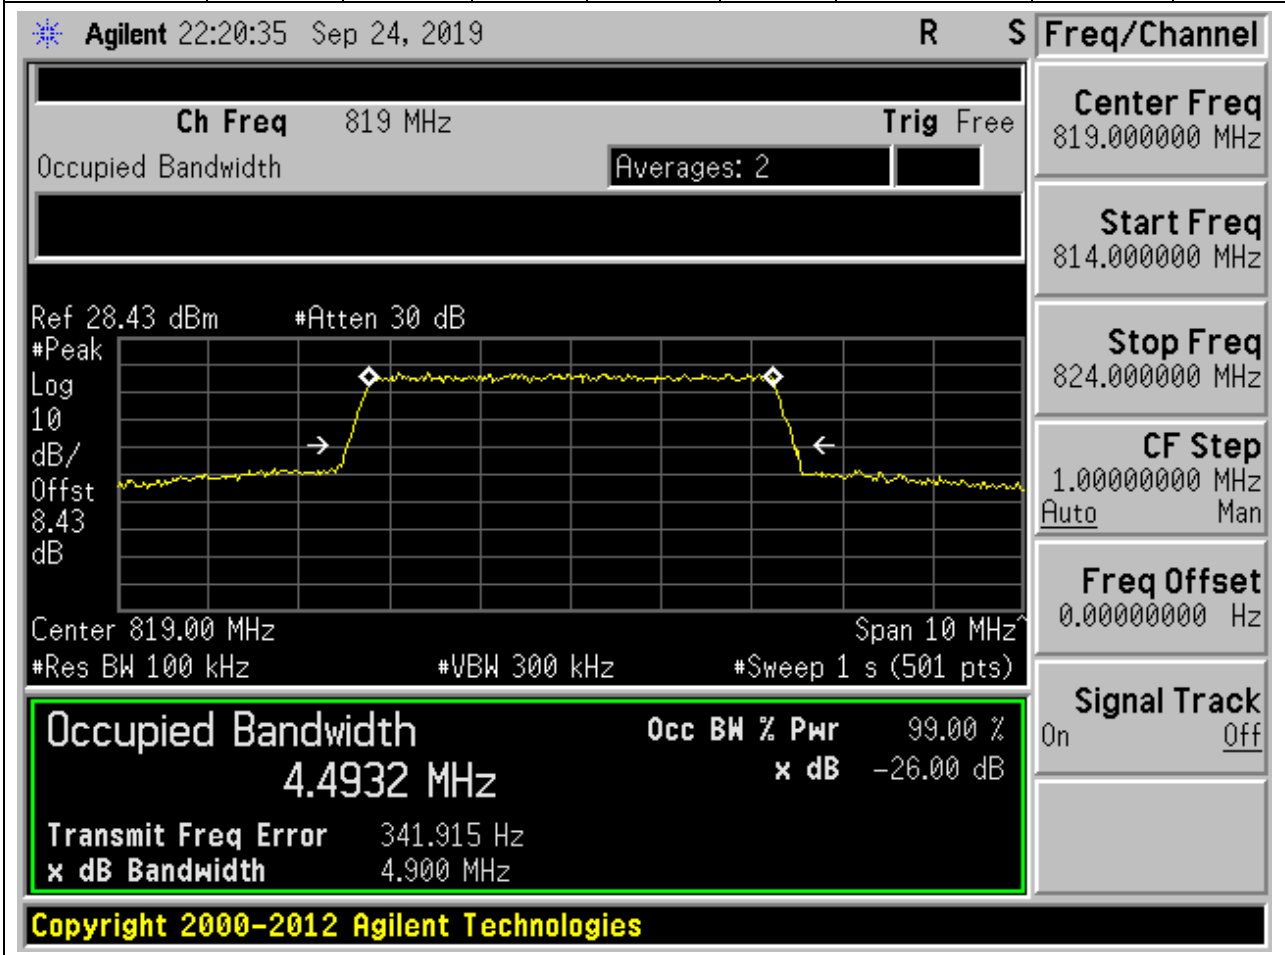 Agilent 22:20:35 Sep 24, 2019 R S Freq/Channel
Ch Freq 819 MHz Trig Free
Occupied Bandwidth Averages: 2
Ref 28.43 dBm #Atten 30 dB
#Peak
Log
10
dB/
Offst
8.43
dB
Center 819.00 MHz Span 10 MHz^
#Res BW 100 kHz #VBW 300 kHz #Sweep 1 s (501 pts)
Occupied Bandwidth Occ BW % Pwr 99.00 %
4.4932 MHz x dB -26.00 dB
Transmit Freq Error 341.915 Hz
x dB Bandwidth 4.900 MHz
Copyright 2000-2012 Agilent Technologies
Center Freq
819.000000 MHz
Start Freq
814.000000 MHz
Stop Freq
824.000000 MHz
CF Step
1.00000000 MHz
Auto Man
Freq Offset
0.00000000 Hz
Signal Track
On Off